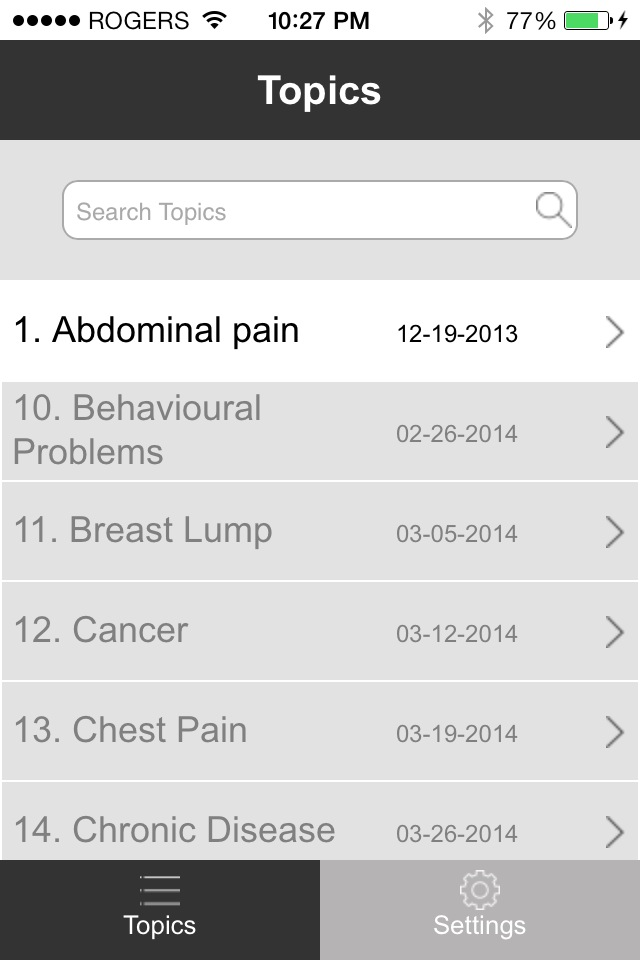 ROGERS 10:27 PM 77%
Topics
Search Topics
1. Abdominal pain 12-19-2013
10. Behavioural
Problems 02-26-2014
11. Breast Lump 03-05-2014
12. Cancer 03-12-2014
13. Chest Pain 03-19-2014
14. Chronic Disease 03-26-2014
Topics Settings